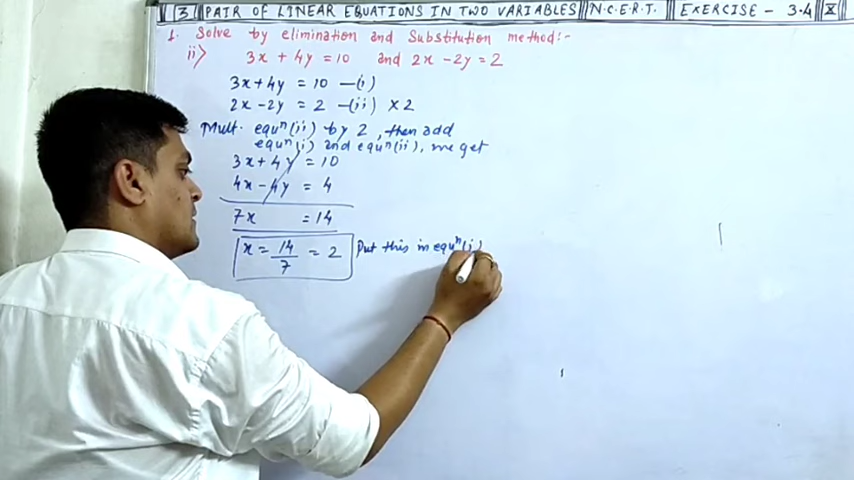 3 PAIR OF LINEAR EQUATIONS IN TWO VARIABLES N.C.E.R.T. EXERCISE - 3.4 X
1. Solve by elimination and Substitution method:-
ii> 3x + 4y = 10 and 2x - 2y = 2
3x + 4y = 10 —(i)
2x - 2y = 2 —(ii) × 2
Mult. equⁿ(ii) by 2, then add
equⁿ(i) and equⁿ(ii), we get
3x + 4y = 10
4x - 4y = 4
7x = 14
x = 14/7 = 2 Put this in equⁿ(i)